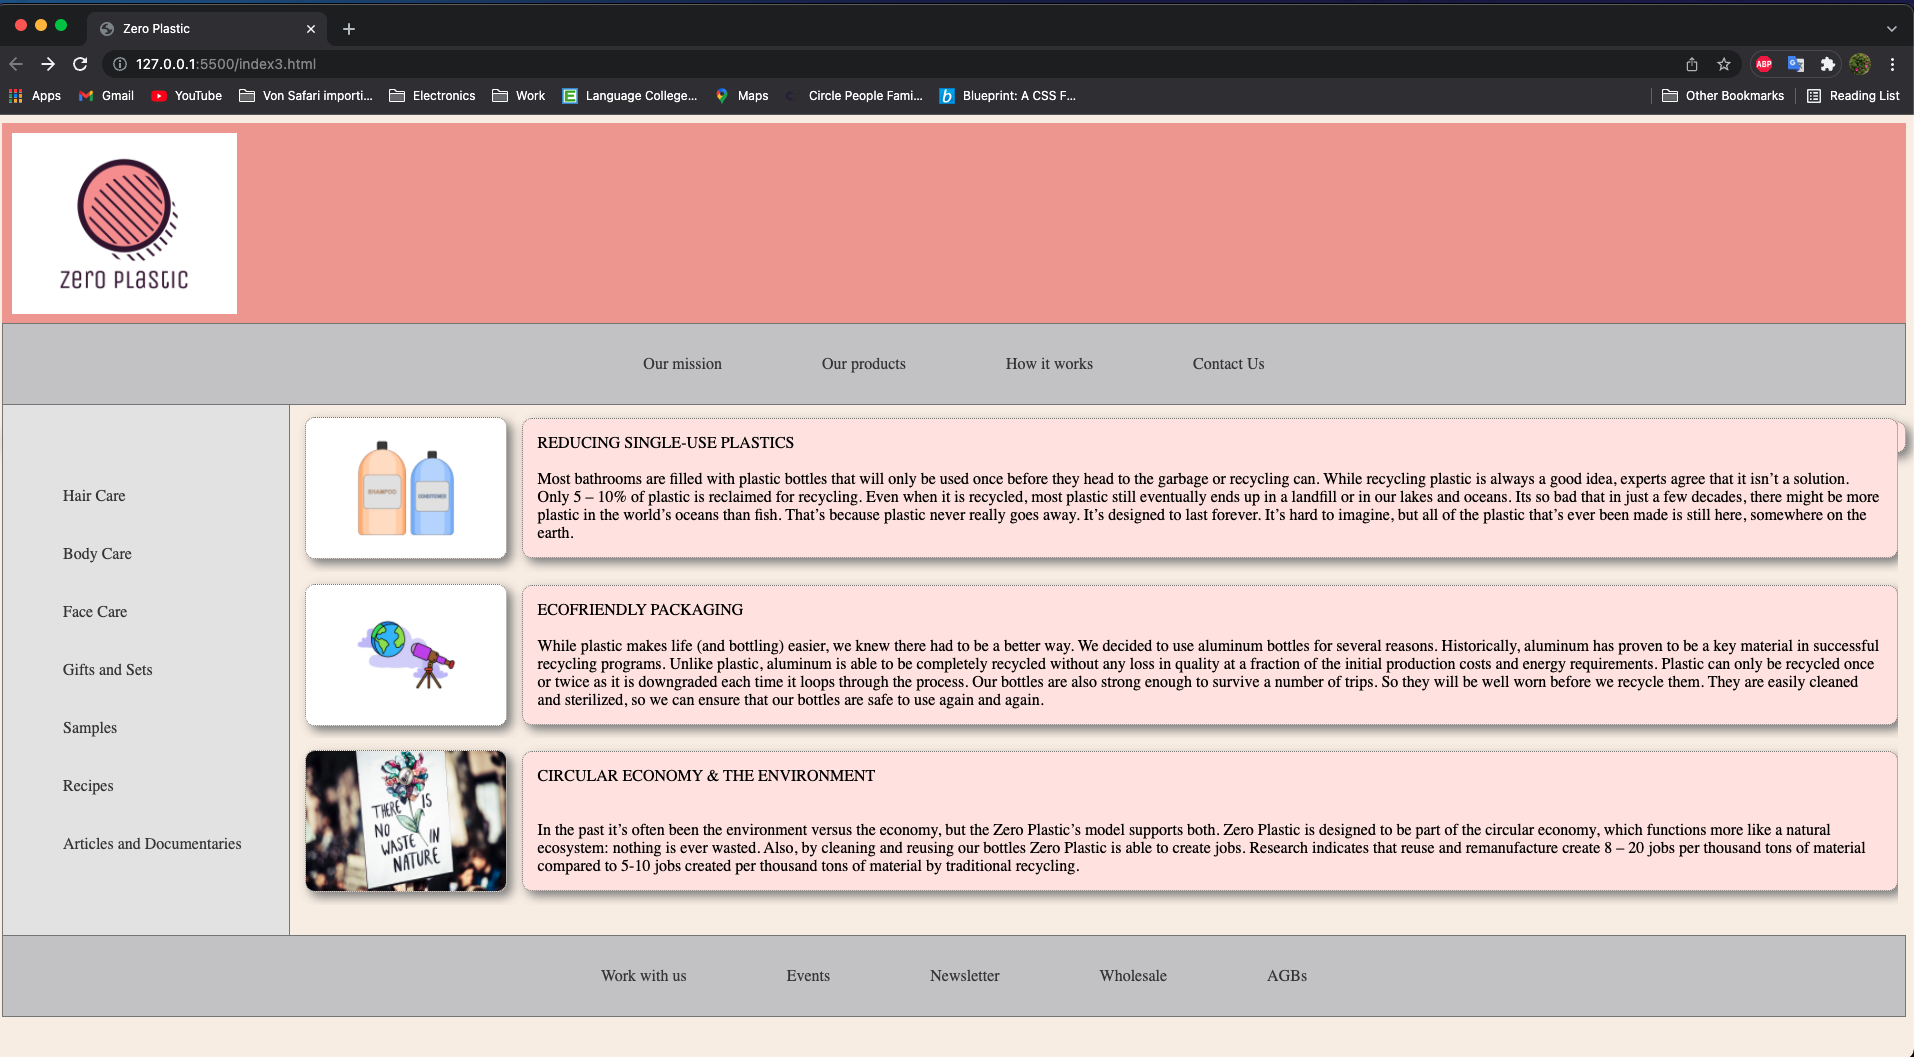 Zero Plastic
127.0.0.1:5500/index3.html
ABP
Apps
Gmail
YouTube
Von Safari importi...
Electronics
Work
Language College...
Maps
Circle People Fami...
Blueprint: A CSS F...
Other Bookmarks
Reading List
zero plastic
Our mission
Our products
How it works
Contact Us
Hair Care
Body Care
Face Care
Gifts and Sets
Samples
Recipes
Articles and Documentaries
SHAMPOO
CONDITIONER
REDUCING SINGLE-USE PLASTICS
Most bathrooms are filled with plastic bottles that will only be used once before they head to the garbage or recycling can. While recycling plastic is always a good idea, experts agree that it isn’t a solution.
Only 5 – 10% of plastic is reclaimed for recycling. Even when it is recycled, most plastic still eventually ends up in a landfill or in our lakes and oceans. Its so bad that in just a few decades, there might be more
plastic in the world’s oceans than fish. That’s because plastic never really goes away. It’s designed to last forever. It’s hard to imagine, but all of the plastic that’s ever been made is still here, somewhere on the
earth.
ECOFRIENDLY PACKAGING
While plastic makes life (and bottling) easier, we knew there had to be a better way. We decided to use aluminum bottles for several reasons. Historically, aluminum has proven to be a key material in successful
recycling programs. Unlike plastic, aluminum is able to be completely recycled without any loss in quality at a fraction of the initial production costs and energy requirements. Plastic can only be recycled once
or twice as it is downgraded each time it loops through the process. Our bottles are also strong enough to survive a number of trips. So they will be well worn before we recycle them. They are easily cleaned
and sterilized, so we can ensure that our bottles are safe to use again and again.
THERE IS
NO
WASTE IN
NATURE
CIRCULAR ECONOMY & THE ENVIRONMENT
In the past it’s often been the environment versus the economy, but the Zero Plastic’s model supports both. Zero Plastic is designed to be part of the circular economy, which functions more like a natural
ecosystem: nothing is ever wasted. Also, by cleaning and reusing our bottles Zero Plastic is able to create jobs. Research indicates that reuse and remanufacture create 8 – 20 jobs per thousand tons of material
compared to 5-10 jobs created per thousand tons of material by traditional recycling.
Work with us
Events
Newsletter
Wholesale
AGBs